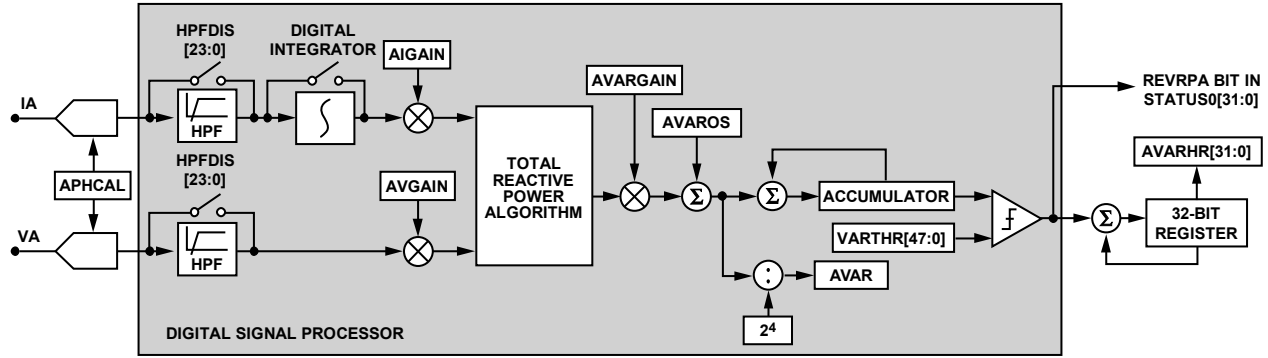 HPFDIS
[23:0]
DIGITAL
INTEGRATOR
AIGAIN
IA
HPF
APHCAL
HPFDIS
[23:0]
AVGAIN
VA
HPF
TOTAL
REACTIVE
POWER
ALGORITHM
AVARGAIN
AVAROS
Σ
Σ
ACCUMULATOR
VARTHR[47:0]
:
AVAR
2⁴
REVRPA BIT IN
STATUS0[31:0]
AVARHR[31:0]
Σ
32-BIT
REGISTER
DIGITAL SIGNAL PROCESSOR